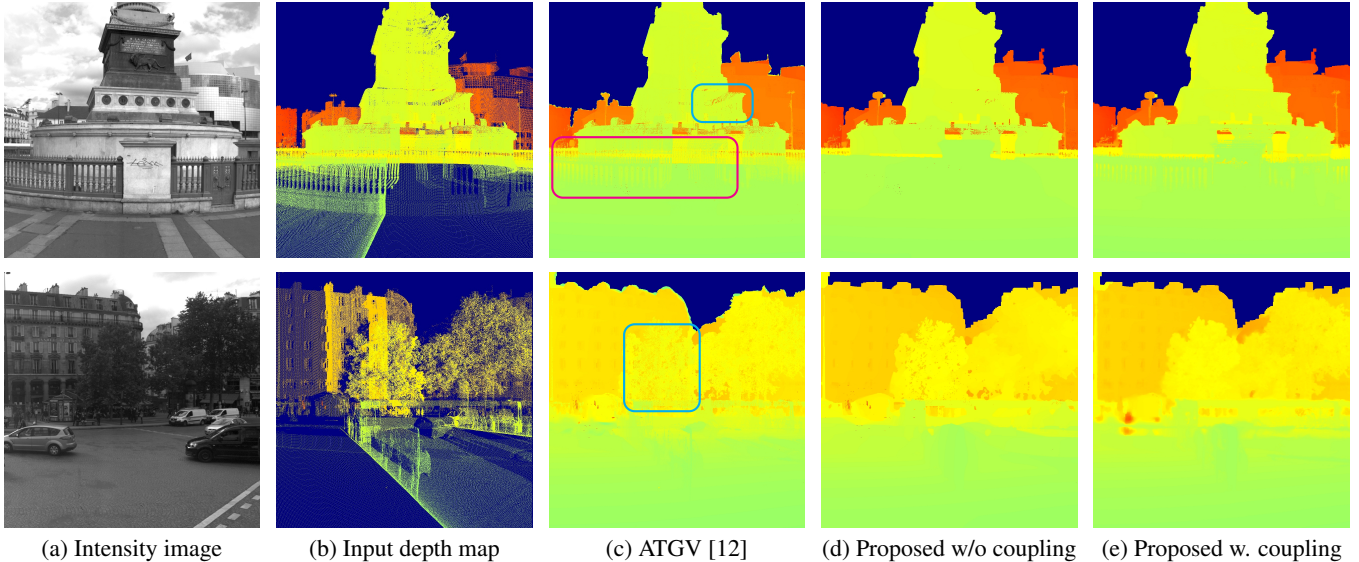 (a) Intensity image
(b) Input depth map
(c) ATGV [12]
(d) Proposed w/o coupling
(e) Proposed w. coupling